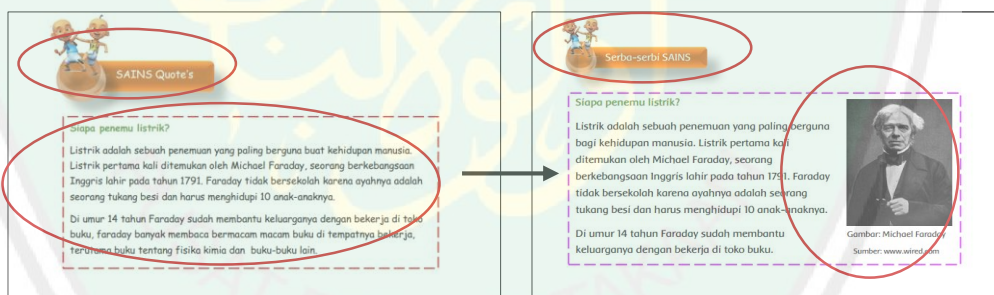 SAINS Quote's
Siapa penemu listrik?
Listrik adalah sebuah penemuan yang paling berguna buat kehidupan manusia.
Listrik pertama kali ditemukan oleh Michael Faraday, seorang berkebangsaan
Inggris lahir pada tahun 1791. Faraday tidak bersekolah karena ayahnya adalah
seorang tukang besi dan harus menghidupi 10 anak-anaknya.
Di umur 14 tahun Faraday sudah membantu keluarganya dengan bekerja di toko
buku, faraday banyak membaca bermacam macam buku di tempatnya bekerja,
terutama buku tentang fisika kimia dan buku-buku lain.
Serba-serbi SAINS
Siapa penemu listrik?
Listrik adalah sebuah penemuan yang paling berguna
bagi kehidupan manusia. Listrik pertama kali
ditemukan oleh Michael Faraday, seorang
berkebangsaan Inggris lahir pada tahun 1791. Faraday
tidak bersekolah karena ayahnya adalah seorang
tukang besi dan harus menghidupi 10 anak-anaknya.
Di umur 14 tahun Faraday sudah membantu
keluarganya dengan bekerja di toko buku.
Gambar: Michael Faraday
Sumber: www.wired.com